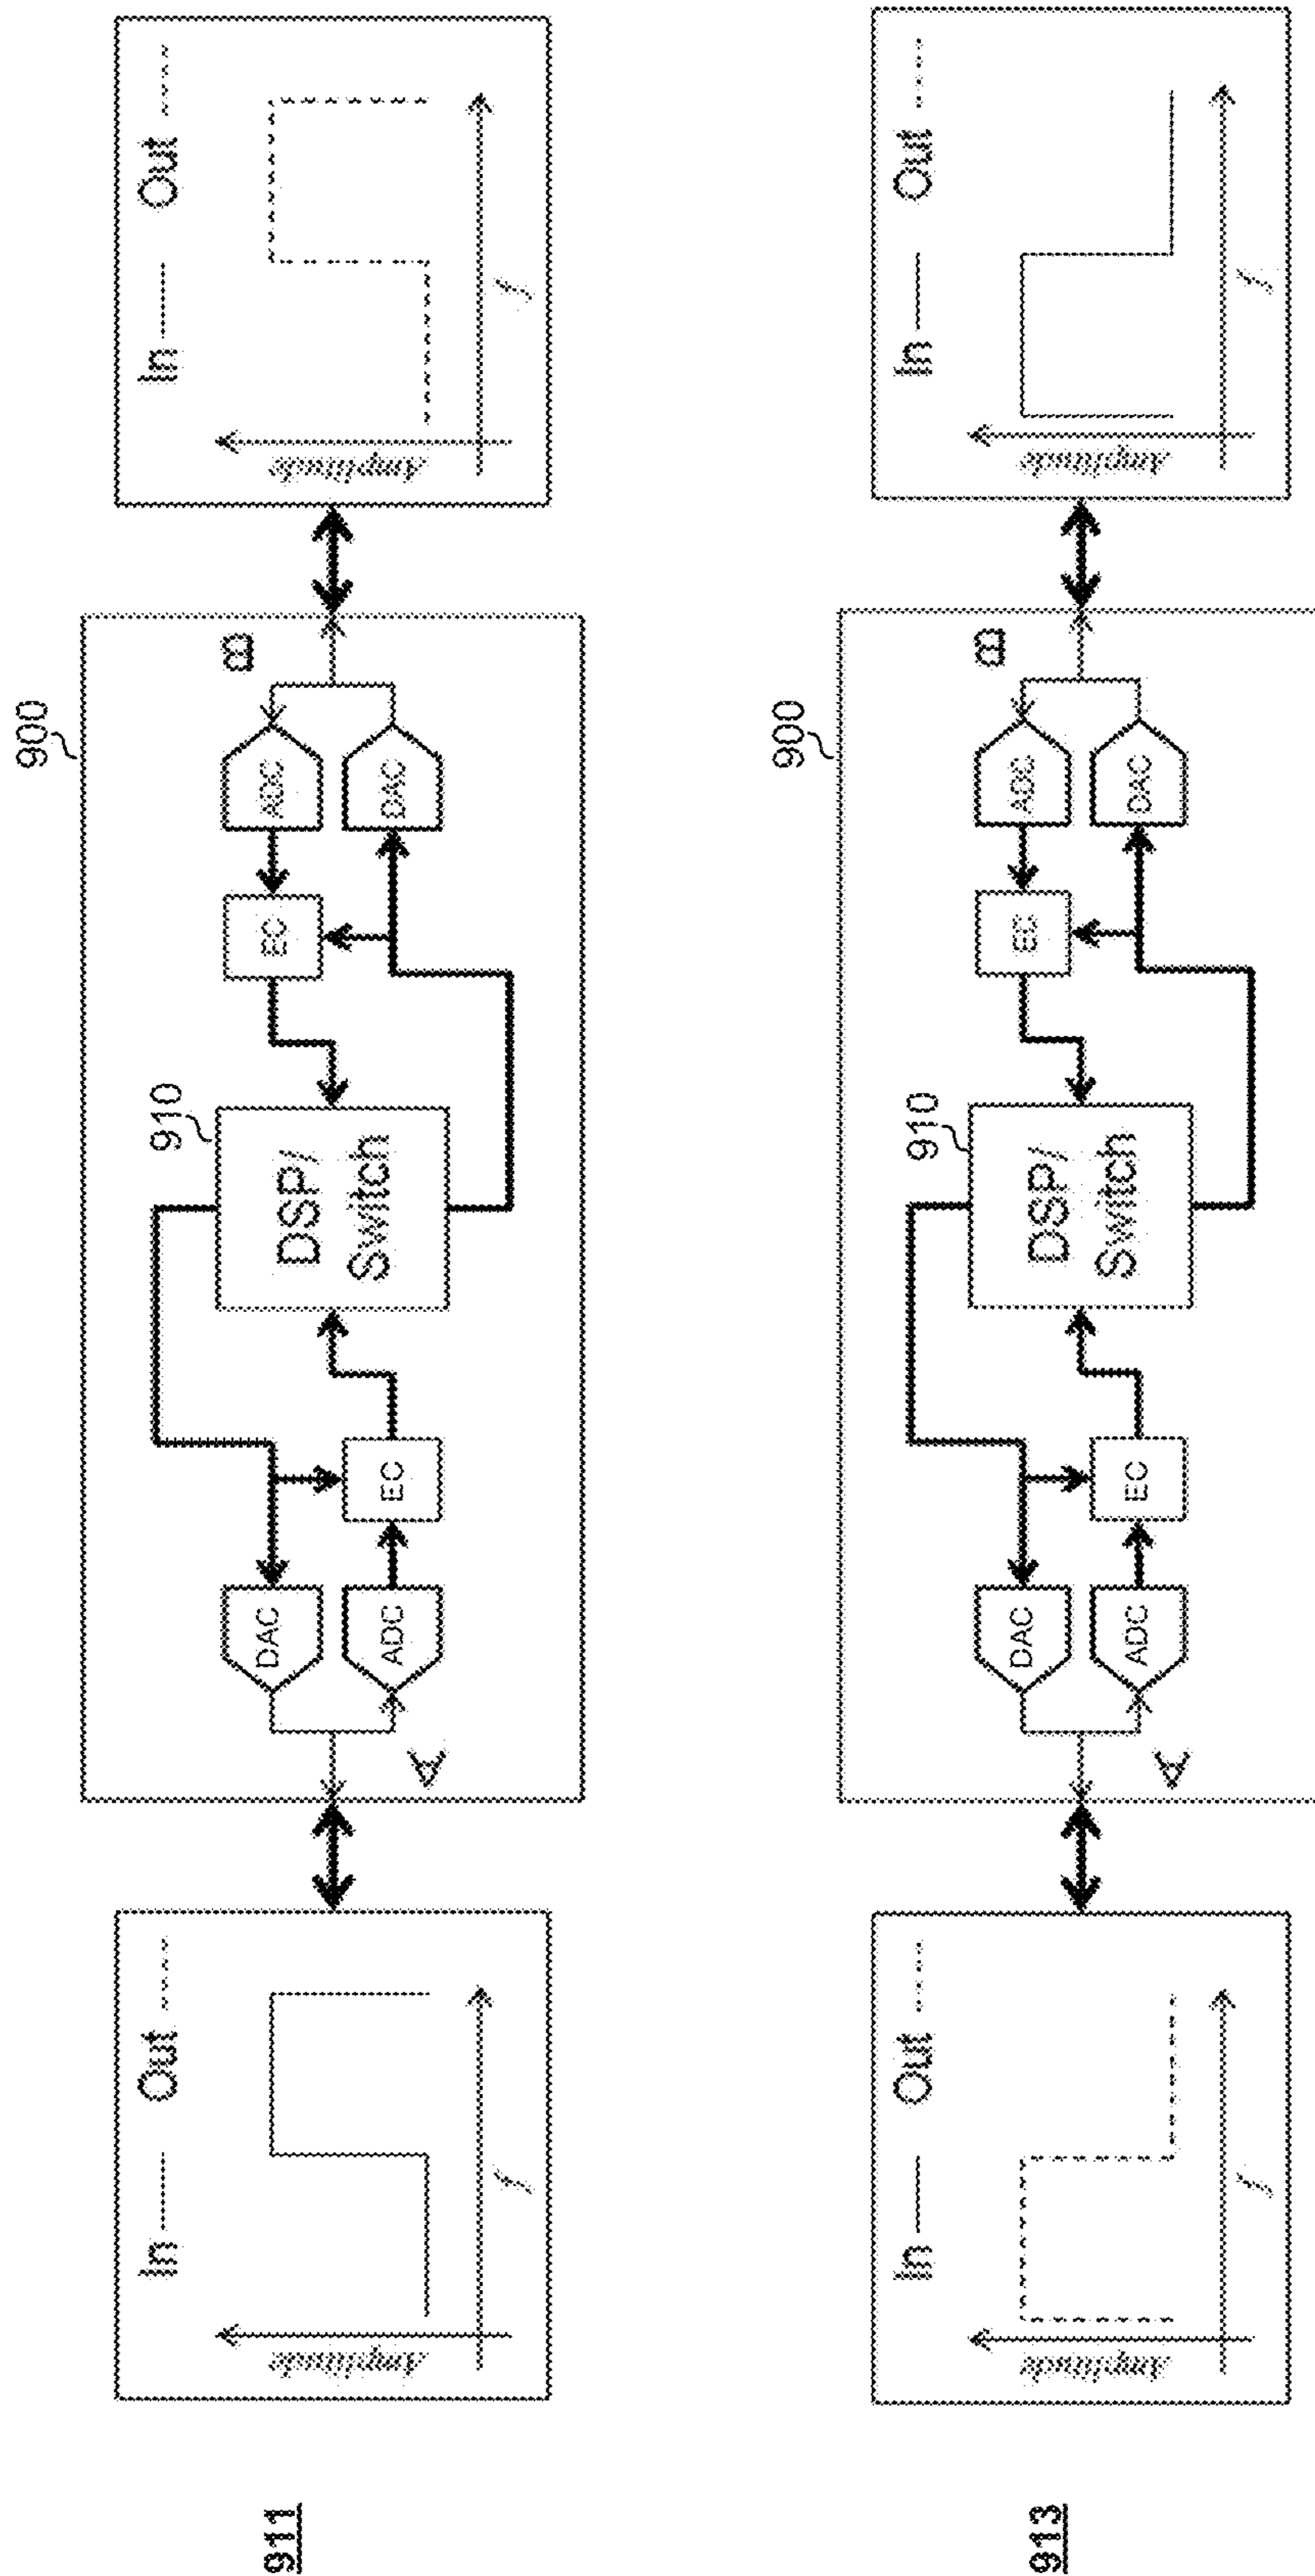 911
In Out
Amplitude
f
900
A
DAC
ADC
EC
910
DSP/
Switch
EC
ADC
DAC
B
In Out
Amplitude
f
913
In Out
Amplitude
f
900
A
DAC
ADC
EC
910
DSP/
Switch
EC
ADC
DAC
B
In Out
Amplitude
f